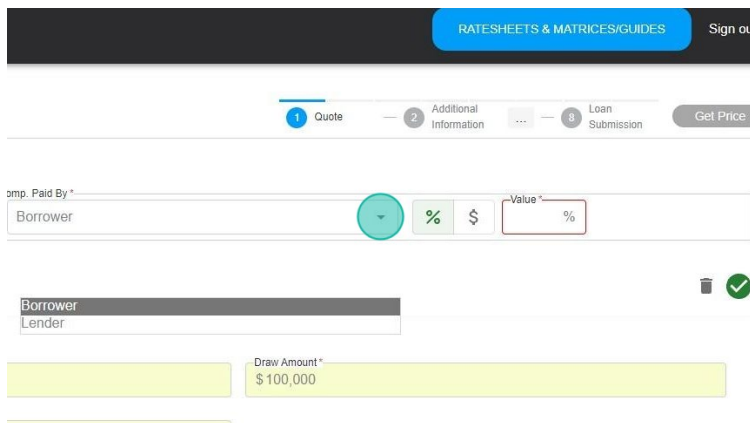 RATESHEETS & MATRICES/GUIDES Sign ou
1 Quote — 2 Additional Information ... — 8 Loan Submission Get Price
omp. Paid By *
Borrower % $ Value * %
Borrower
Lender
Draw Amount *
$100,000